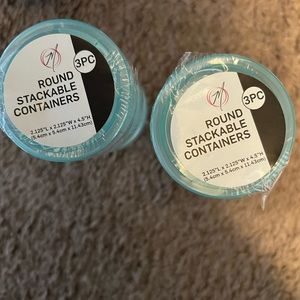 3PC
ROUND
STACKABLE
CONTAINERS
2.125"L x 2.125"W x 4.5"H
(5.4cm x 5.4cm x 11.43cm)
3PC
ROUND
STACKABLE
CONTAINERS
2.125"L x 2.125"W x 4.5"H
(5.4cm x 5.4cm x 11.43cm)